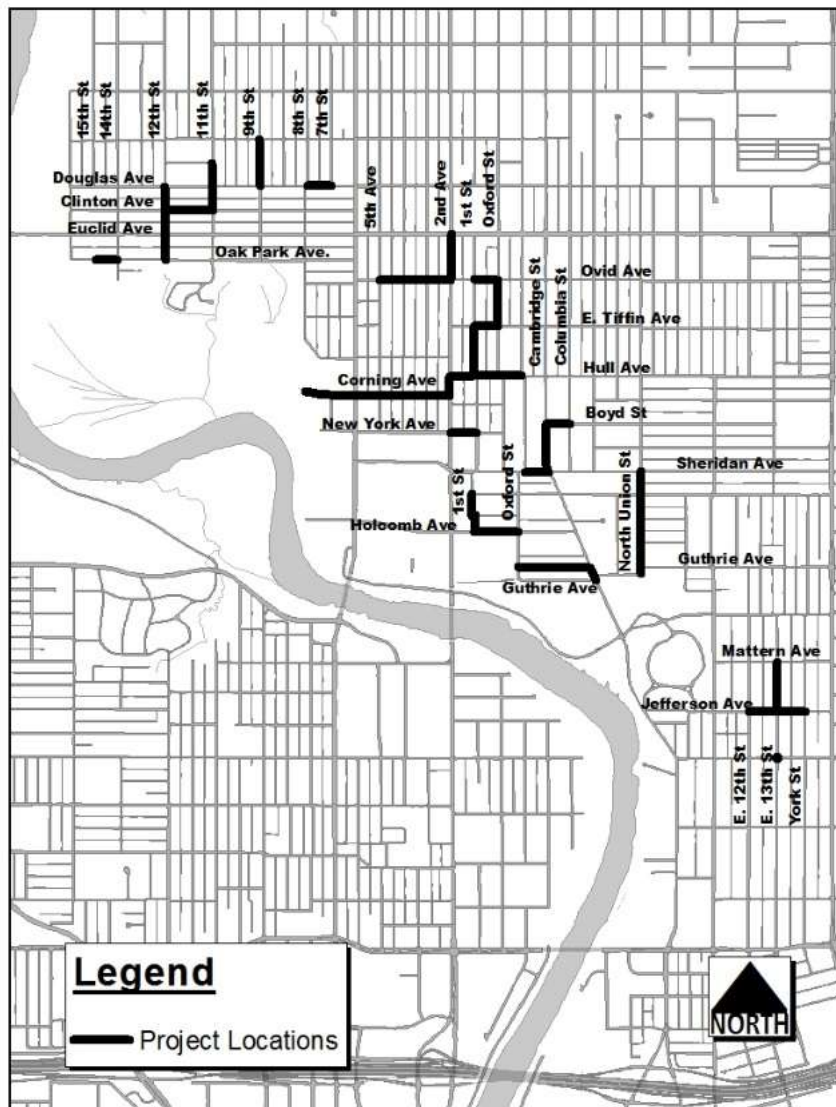 15th St
14th St
12th St
11th St
9th St
8th St
7th St
Douglas Ave
Clinton Ave
Euclid Ave
Oak Park Ave.
5th Ave
2nd Ave
1st St
Oxford St
Cambridge St
Columbia St
Ovid Ave
E. Tiffin Ave
Hull Ave
Corning Ave
Boyd St
New York Ave
Sheridan Ave
1st St
Oxford St
North Union St
Holcomb Ave
Guthrie Ave
Guthrie Ave
Mattern Ave
Jefferson Ave
E. 12th St
E. 13th St
York St
Legend
Project Locations
NORTH